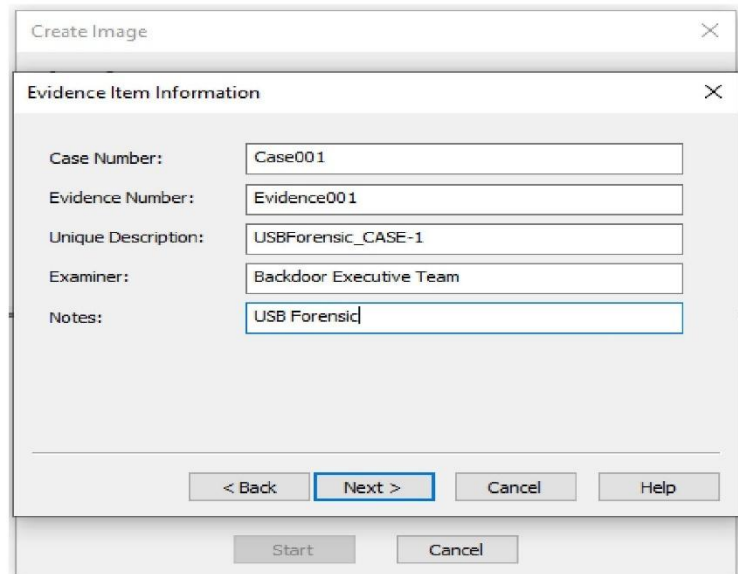 Create Image
Evidence Item Information
Case Number: Case001
Evidence Number: Evidence001
Unique Description: USBForensic_CASE-1
Examiner: Backdoor Executive Team
Notes: USB Forensic
< Back Next > Cancel Help
Start Cancel